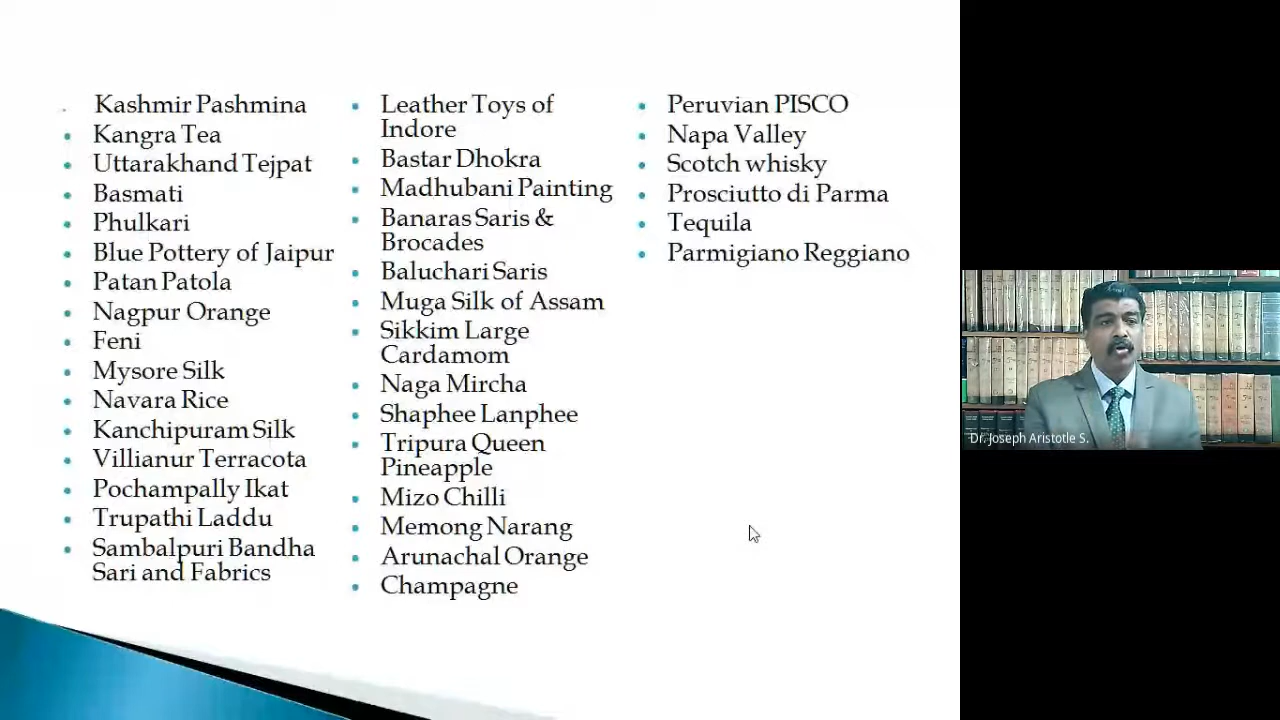 Kashmir Pashmina
Kangra Tea
Uttarakhand Tejpat
Basmati
Phulkari
Blue Pottery of Jaipur
Patan Patola
Nagpur Orange
Feni
Mysore Silk
Navara Rice
Kanchipuram Silk
Villianur Terracota
Pochampally Ikat
Trupathi Laddu
Sambalpuri Bandha
Sari and Fabrics
Leather Toys of
Indore
Bastar Dhokra
Madhubani Painting
Banaras Saris &
Brocades
Baluchari Saris
Muga Silk of Assam
Sikkim Large
Cardamom
Naga Mircha
Shaphee Lanphee
Tripura Queen
Pineapple
Mizo Chilli
Memong Narang
Arunachal Orange
Champagne
Peruvian PISCO
Napa Valley
Scotch whisky
Prosciutto di Parma
Tequila
Parmigiano Reggiano
Dr. Joseph Aristotle S.